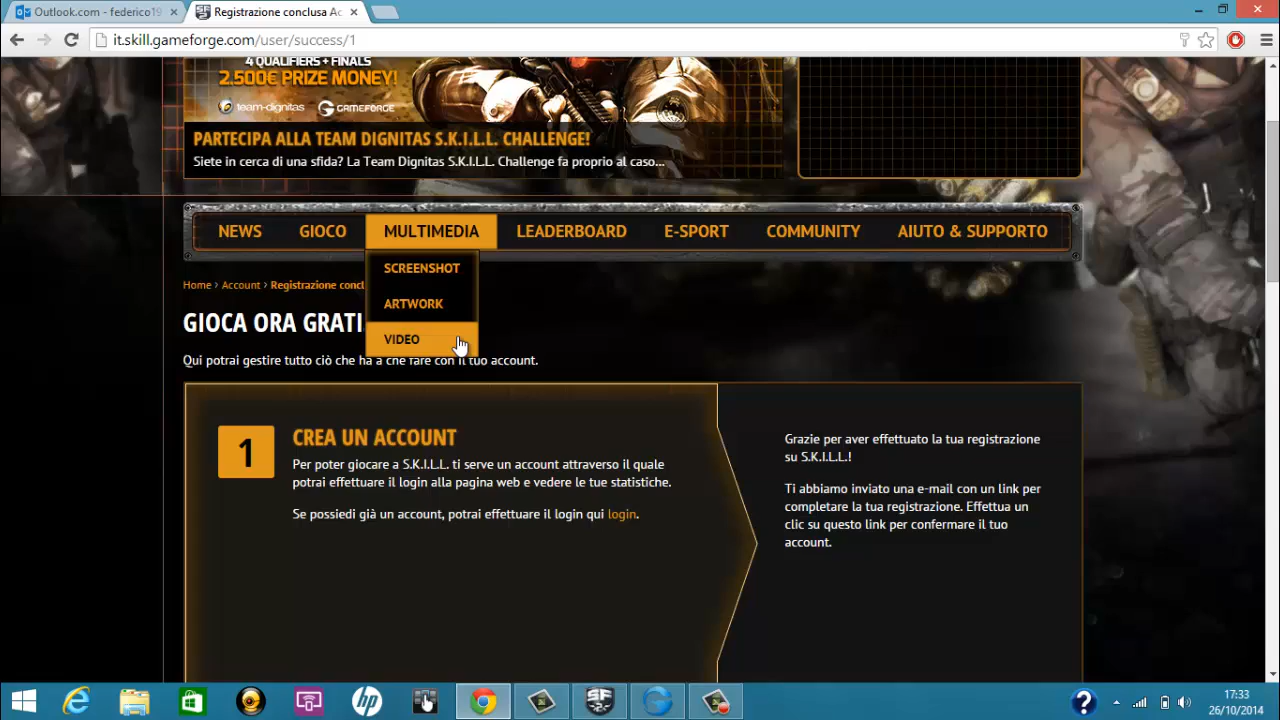 Outlook.com - federico19
Registrazione conclusa Ac
it.skill.gameforge.com/user/success/1
4 QUALIFIERS + FINALS
2.500€ PRIZE MONEY!
team-dignitas GAMEFORGE
PARTECIPA ALLA TEAM DIGNITAS S.K.I.L.L. CHALLENGE!
Siete in cerca di una sfida? La Team Dignitas S.K.I.L.L. Challenge fa proprio al caso...
NEWS GIOCO MULTIMEDIA LEADERBOARD E-SPORT COMMUNITY AIUTO & SUPPORTO
SCREENSHOT
ARTWORK
VIDEO
Home › Account › Registrazione concl
GIOCA ORA GRATI
Qui potrai gestire tutto ciò che ha a che fare con il tuo account.
1
CREA UN ACCOUNT
Per poter giocare a S.K.I.L.L. ti serve un account attraverso il quale
potrai effettuare il login alla pagina web e vedere le tue statistiche.
Se possiedi già un account, potrai effettuare il login qui login.
Grazie per aver effettuato la tua registrazione
su S.K.I.L.L.!
Ti abbiamo inviato una e-mail con un link per
completare la tua registrazione. Effettua un
clic su questo link per confermare il tuo
account.
hp
SF
2
?
17:33
26/10/2014